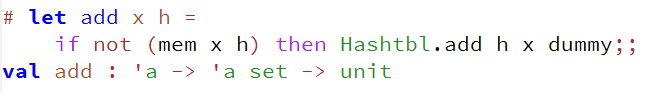 # let add x h =
    if not (mem x h) then Hashtbl.add h x dummy;;
val add : 'a -> 'a set -> unit